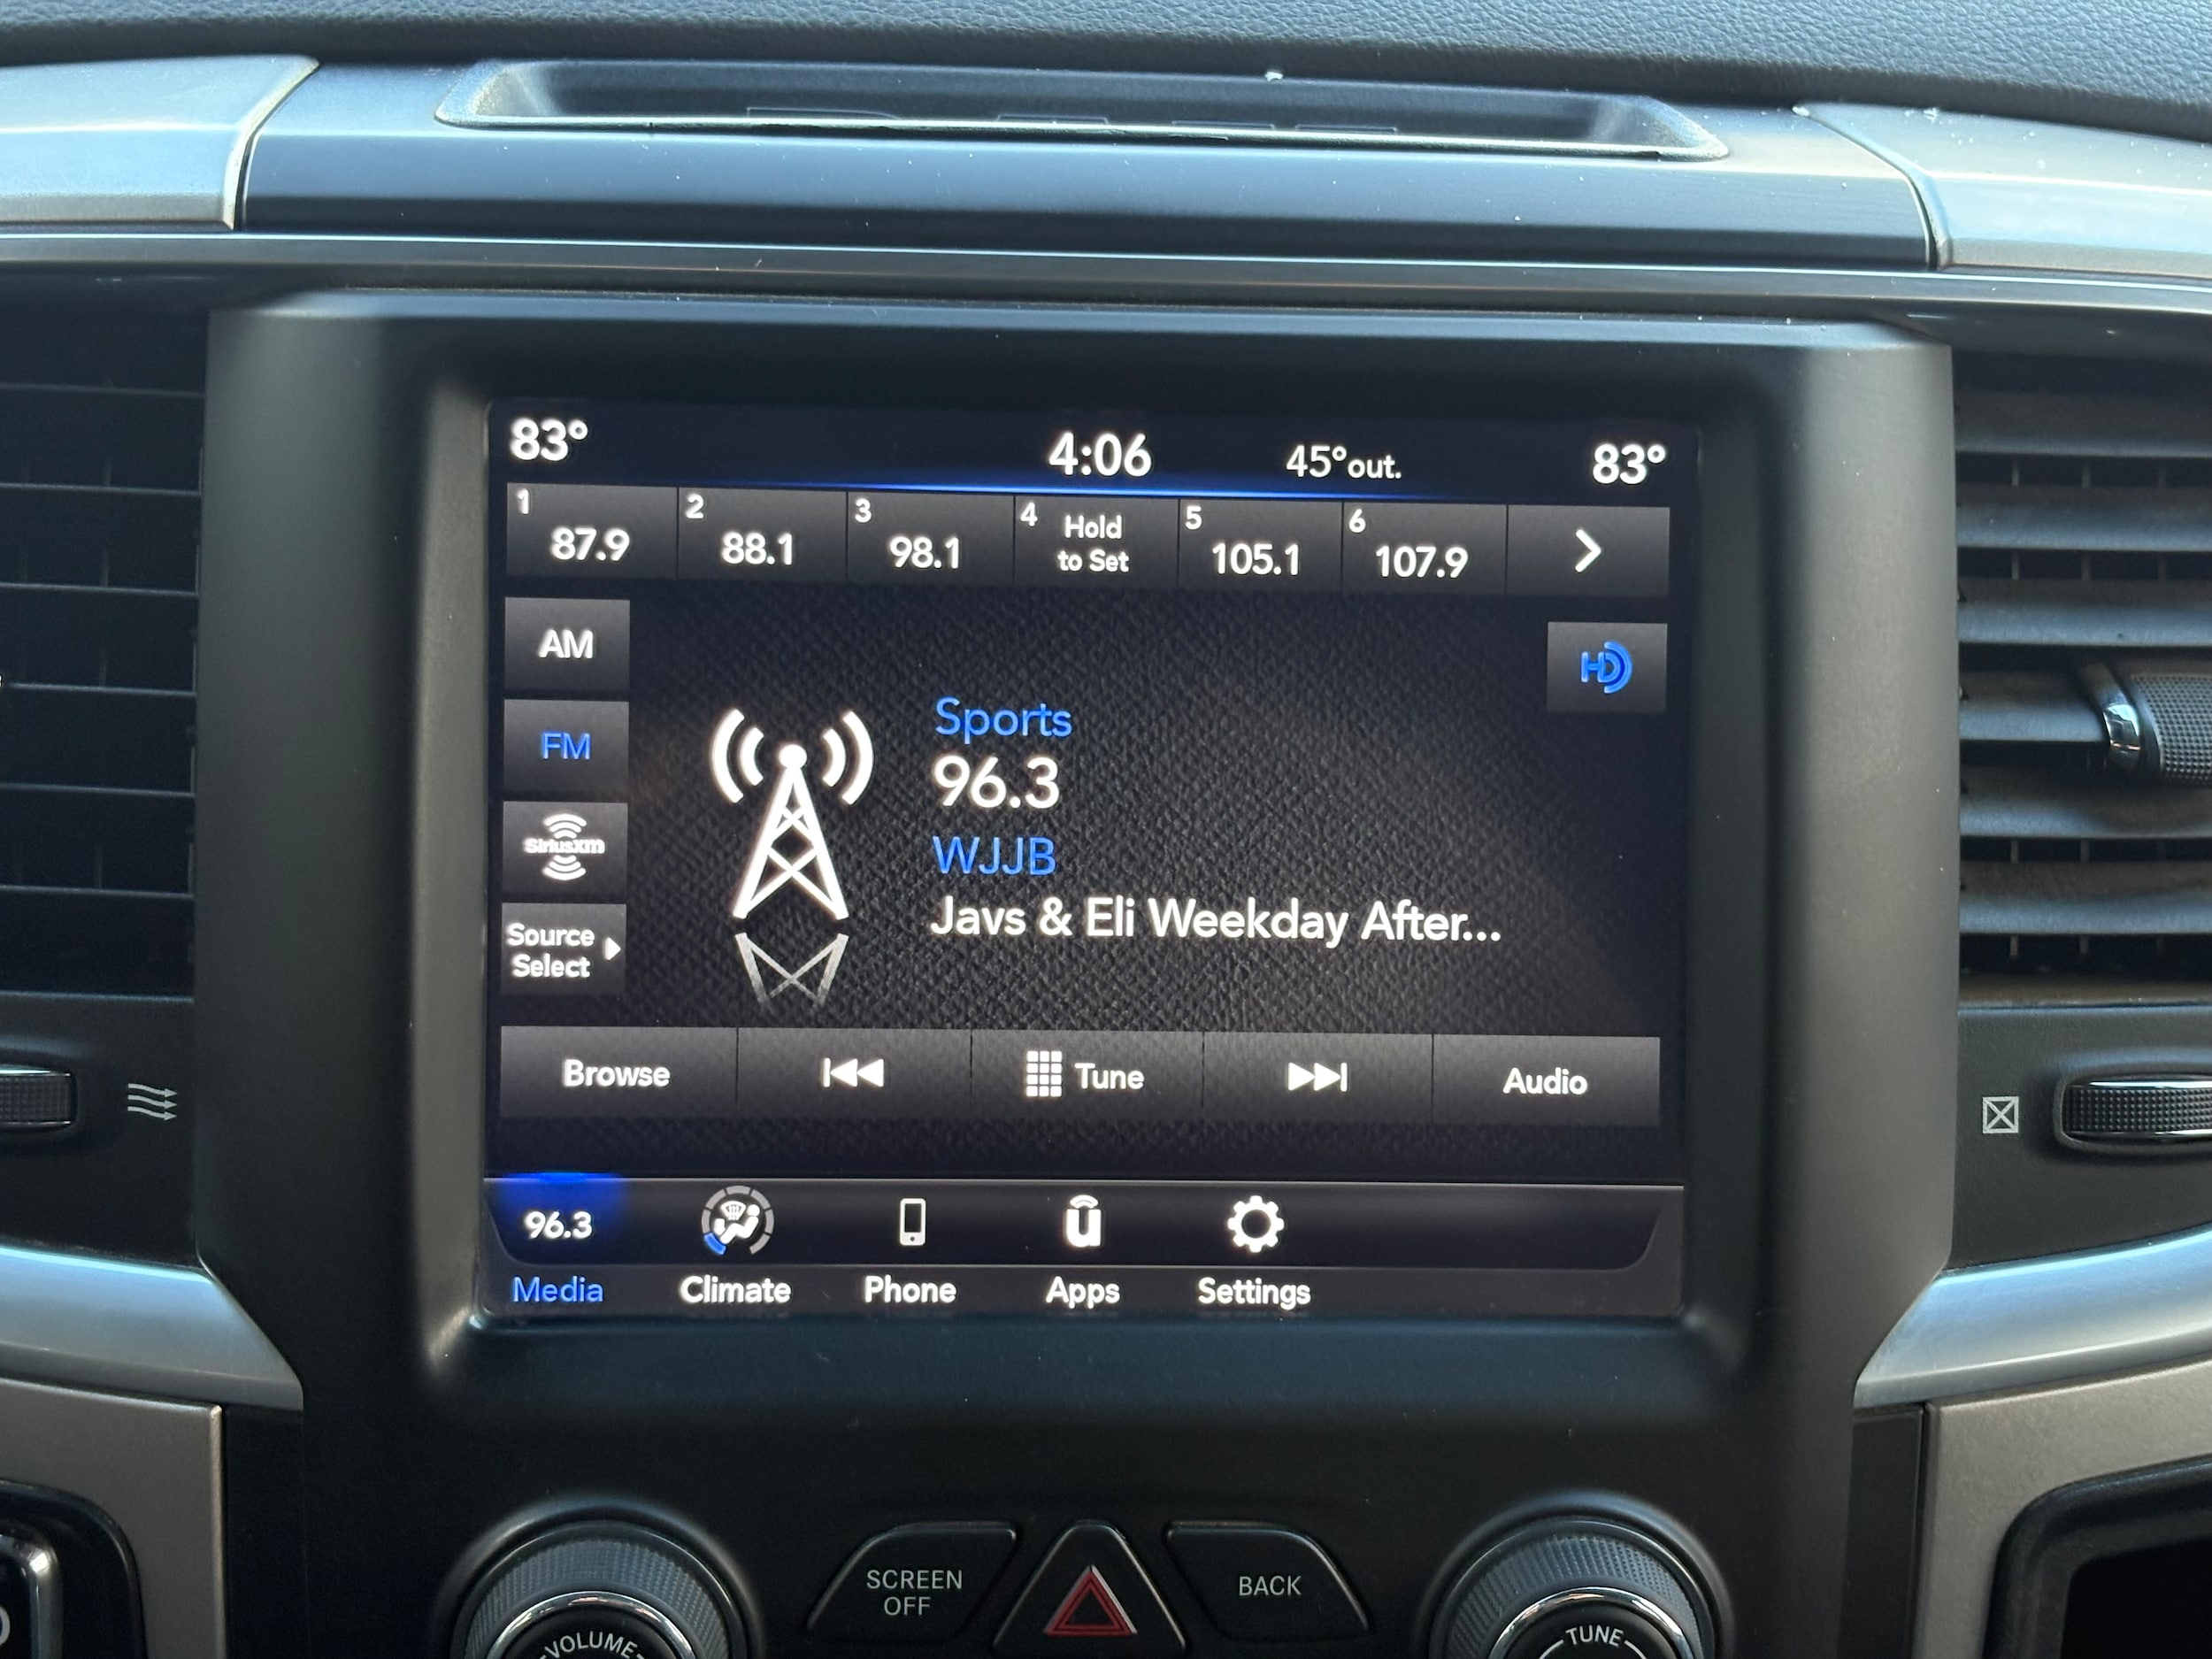 83° 4:06 45°out. 83°
1 2 3 4 5 6
87.9 88.1 98.1 Hold to Set 105.1 107.9
AM
FM
SiriusXM
Source Select
HD
Sports
96.3
WJJB
Javs & Eli Weekday After...
Browse Tune Audio
96.3 u
Media Climate Phone Apps Settings
SCREEN OFF BACK
VOLUME TUNE